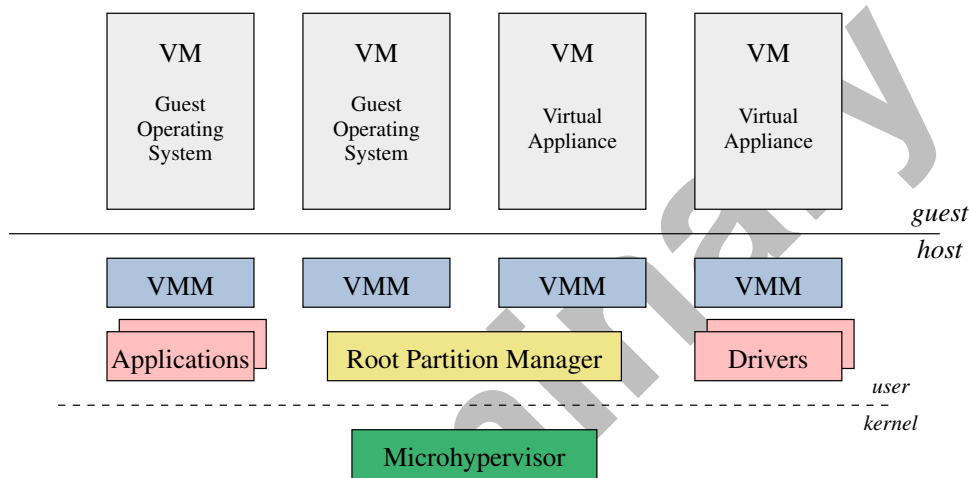 VM
Guest
Operating
System
VM
Guest
Operating
System
VM
Virtual
Appliance
VM
Virtual
Appliance
guest
host
VMM
VMM
VMM
VMM
Applications
Root Partition Manager
Drivers
user
kernel
Microhypervisor